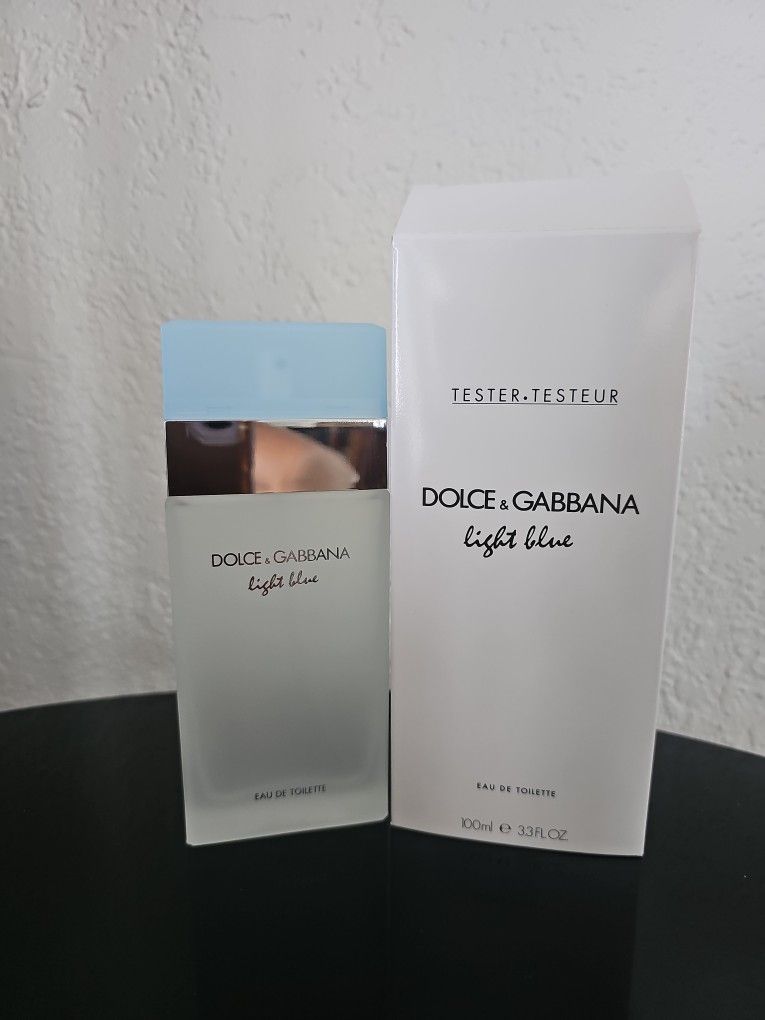 DOLCE & GABBANA
light blue
EAU DE TOILETTE
TESTER•TESTEUR
DOLCE & GABBANA
light blue
EAU DE TOILETTE
100ml ℮ 3.3 FL.OZ.